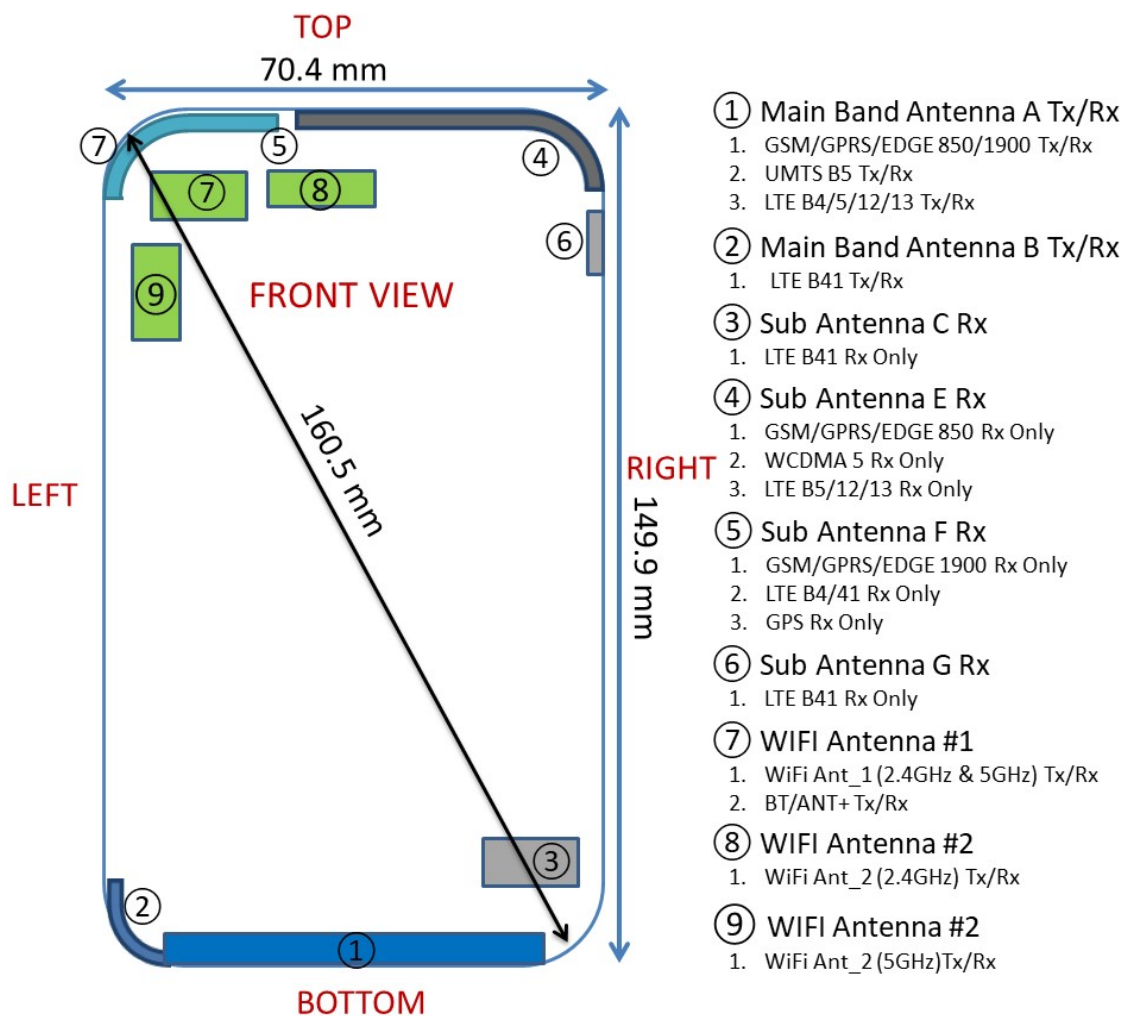 TOP
70.4 mm
⑦
⑤
④
⑦
⑧
⑥
⑨
FRONT VIEW
160.5 mm
LEFT
RIGHT
149.9 mm
③
②
①
BOTTOM
① Main Band Antenna A Tx/Rx
1. GSM/GPRS/EDGE 850/1900 Tx/Rx
2. UMTS B5 Tx/Rx
3. LTE B4/5/12/13 Tx/Rx
② Main Band Antenna B Tx/Rx
1. LTE B41 Tx/Rx
③ Sub Antenna C Rx
1. LTE B41 Rx Only
④ Sub Antenna E Rx
1. GSM/GPRS/EDGE 850 Rx Only
2. WCDMA 5 Rx Only
3. LTE B5/12/13 Rx Only
⑤ Sub Antenna F Rx
1. GSM/GPRS/EDGE 1900 Rx Only
2. LTE B4/41 Rx Only
3. GPS Rx Only
⑥ Sub Antenna G Rx
1. LTE B41 Rx Only
⑦ WIFI Antenna #1
1. WiFi Ant_1 (2.4GHz & 5GHz) Tx/Rx
2. BT/ANT+ Tx/Rx
⑧ WIFI Antenna #2
1. WiFi Ant_2 (2.4GHz) Tx/Rx
⑨ WIFI Antenna #2
1. WiFi Ant_2 (5GHz)Tx/Rx